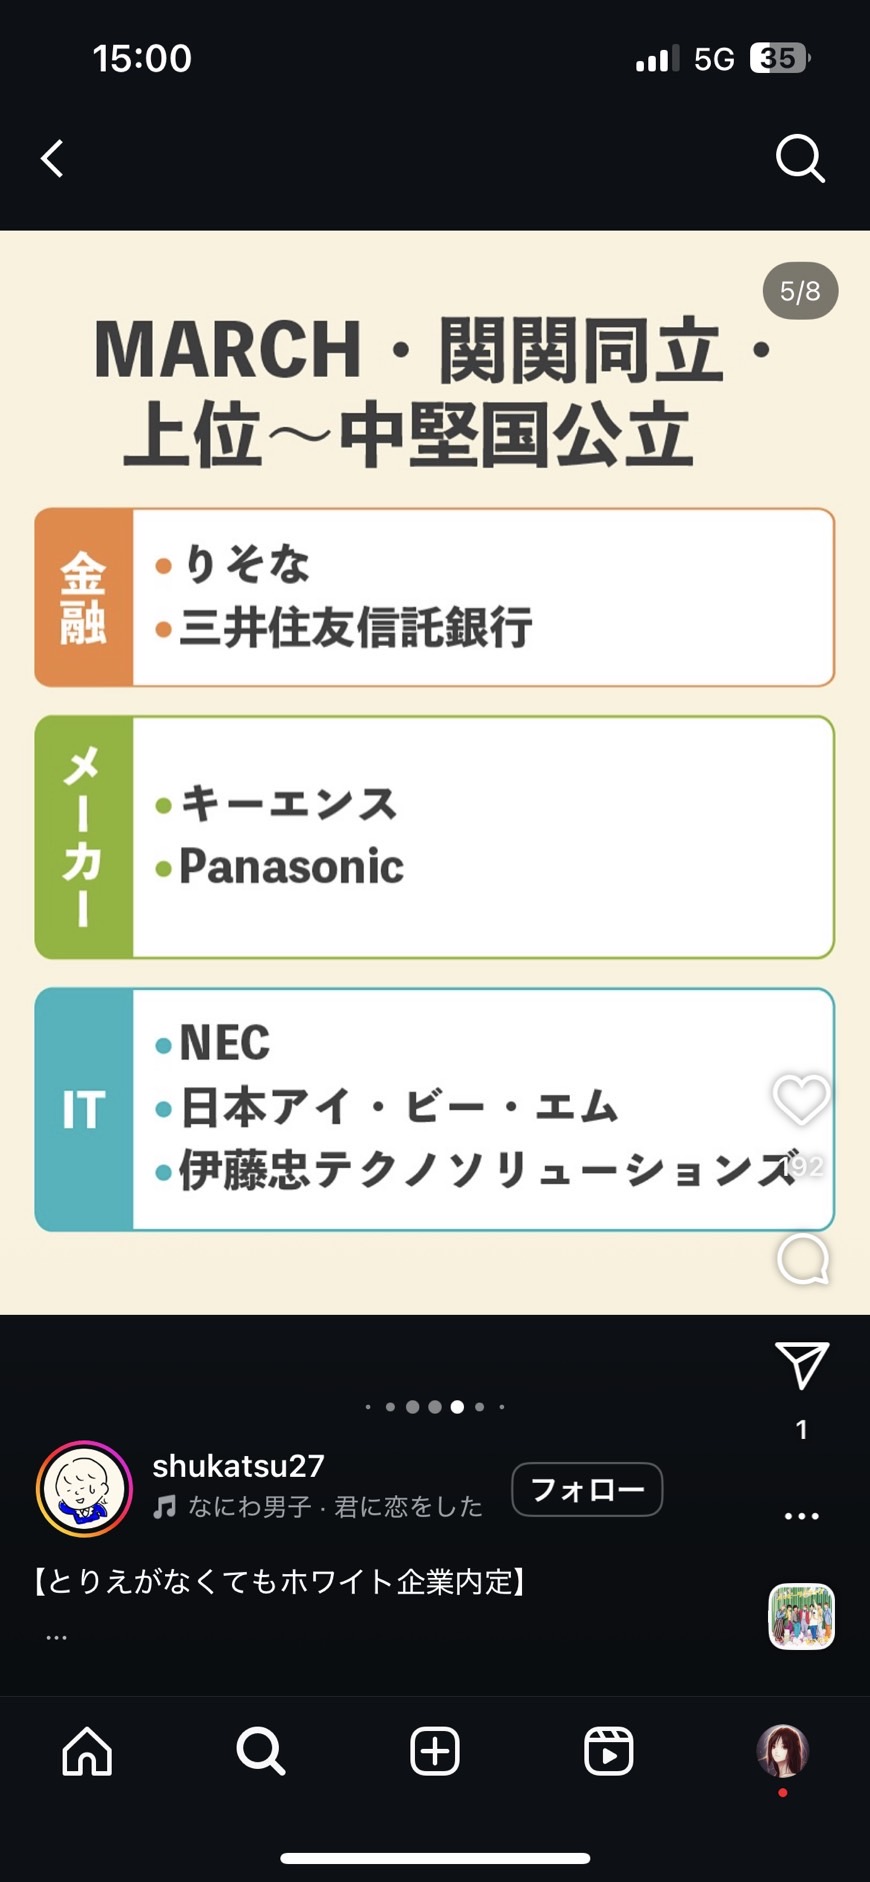 15:00
5G
35
5/8
MARCH・関関同立・
上位〜中堅国公立
金融
•りそな
•三井住友信託銀行
メーカー
•キーエンス
•Panasonic
IT
•NEC
•日本アイ・ビー・エム
•伊藤忠テクノソリューションズ
192
1
shukatsu27
なにわ男子・君に恋をした
フォロー
【とりえがなくてもホワイト企業内定】
...